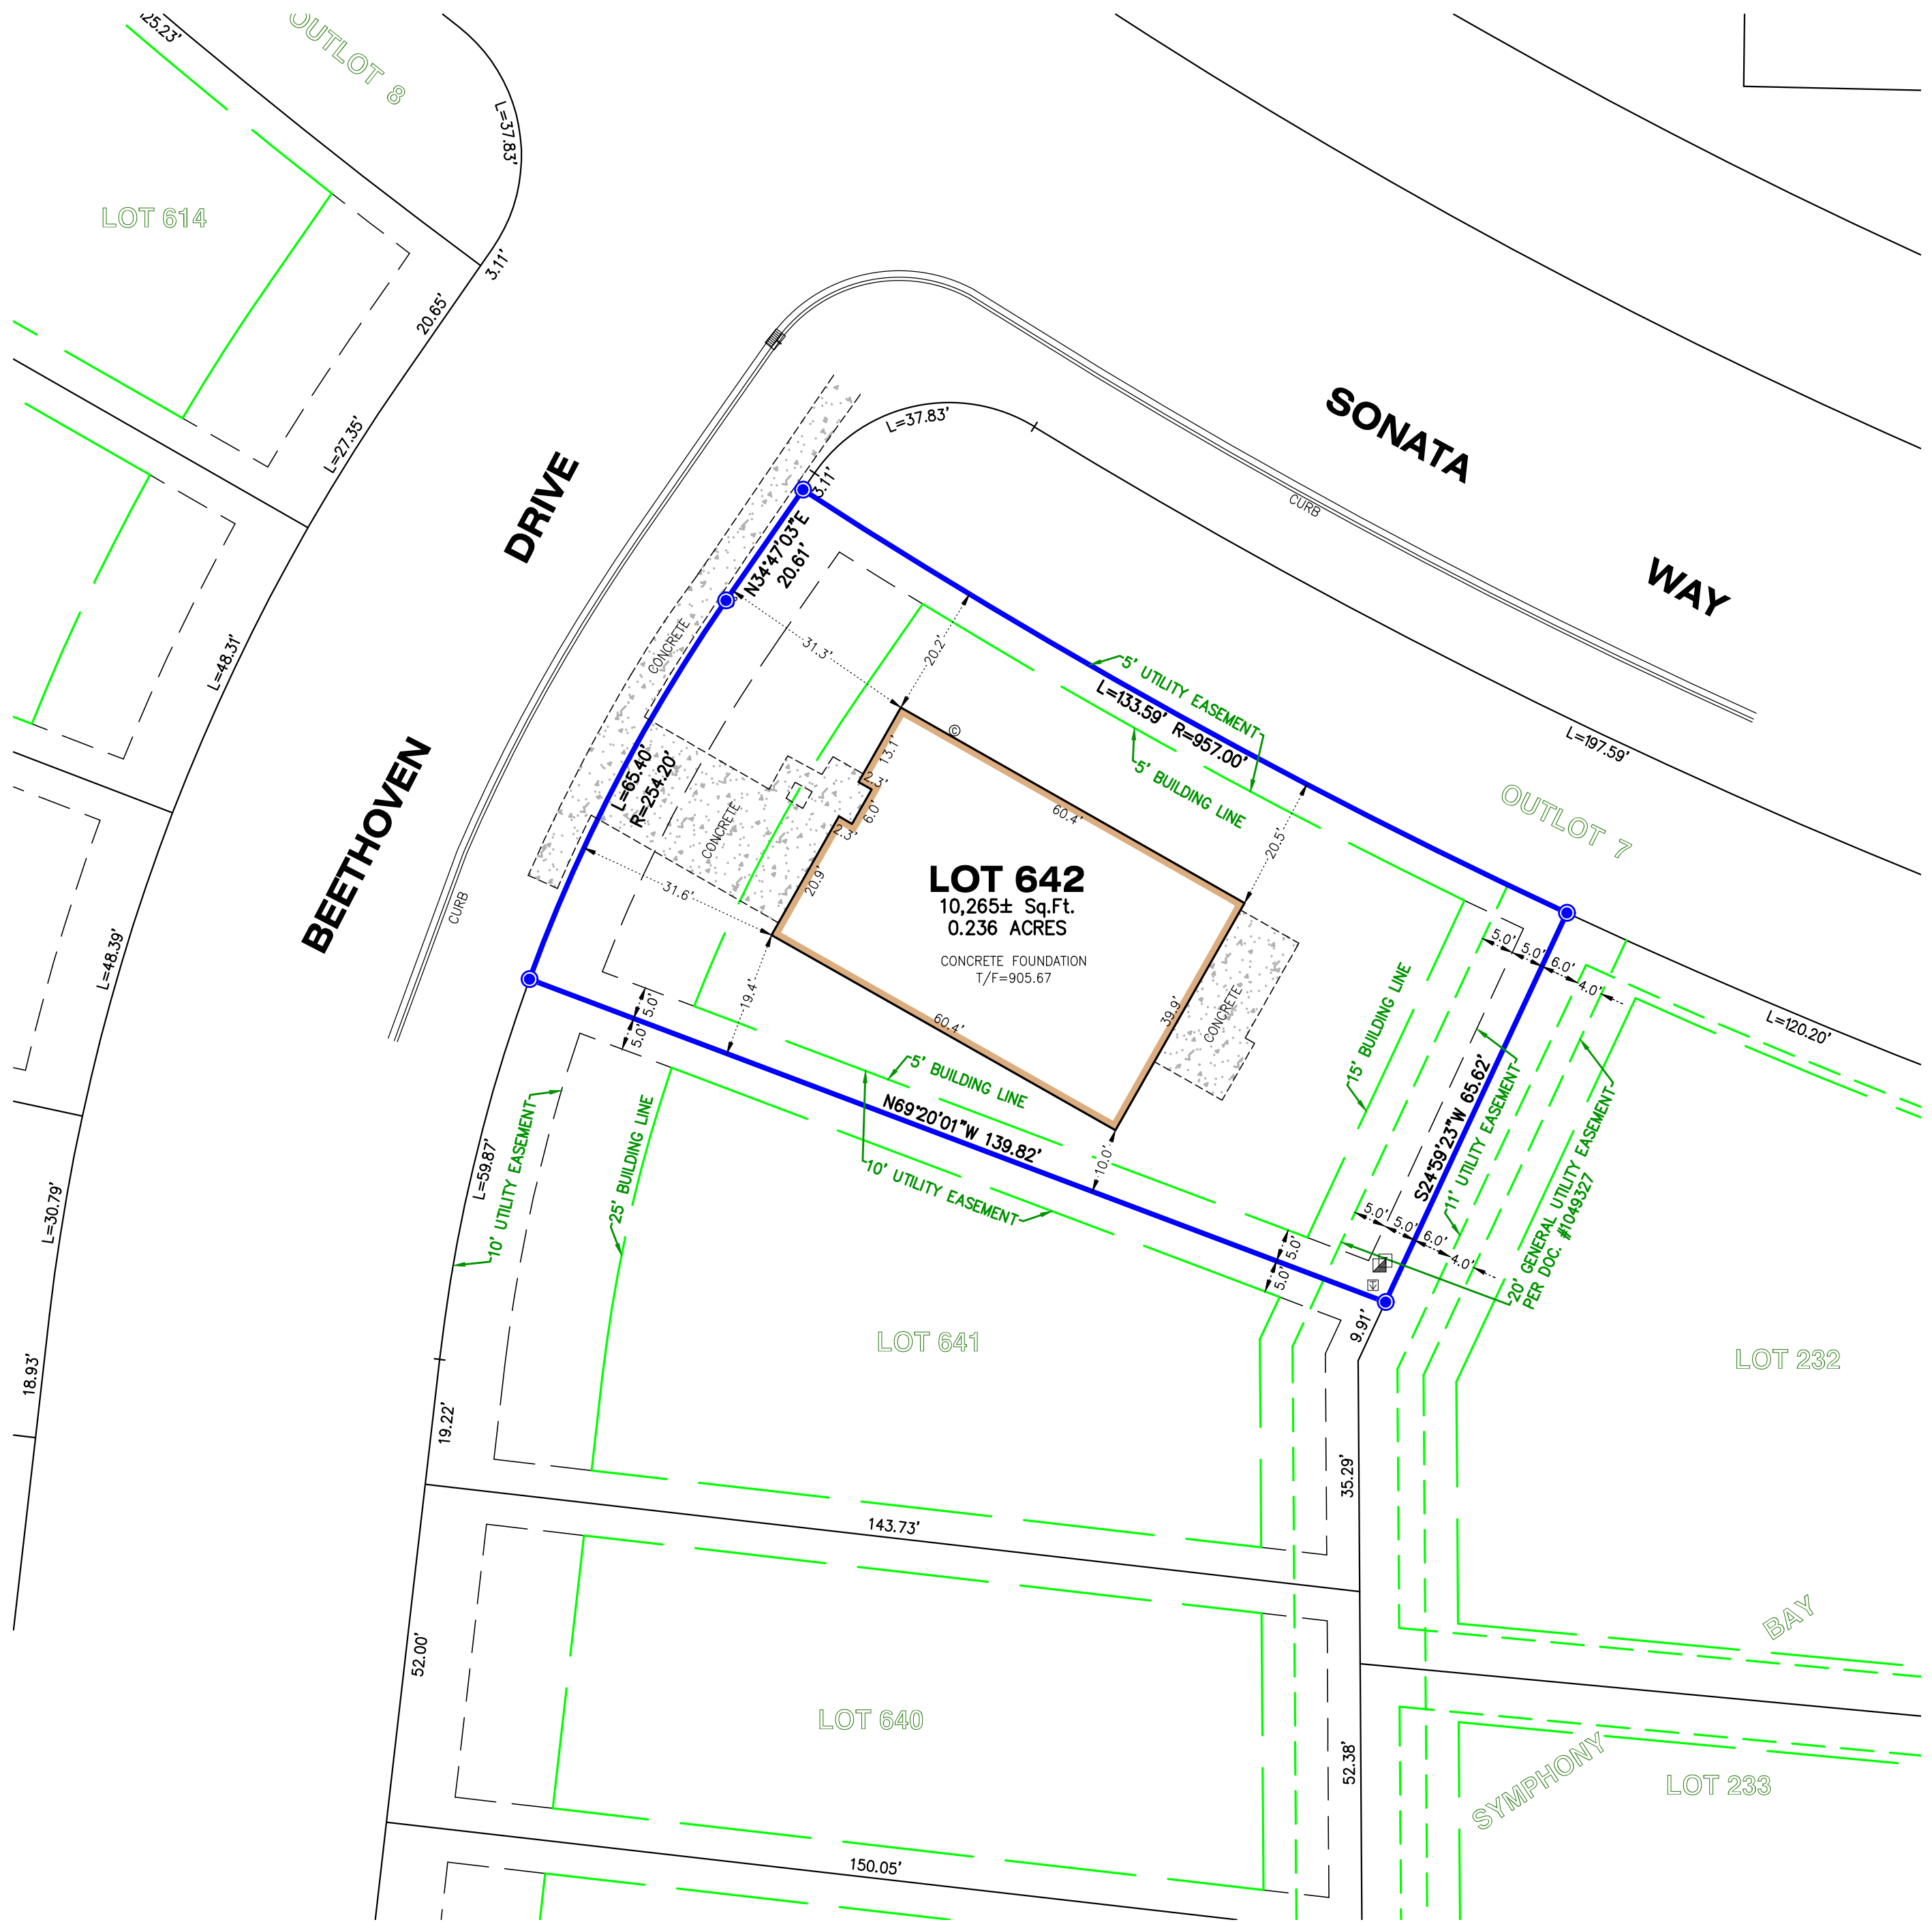 125.23'
OUTLOT 8
L=37.83'
LOT 614
3.11'
20.65'
L=27.35'
L=48.31'
L=48.39'
L=30.79'
18.93'
BEETHOVEN
DRIVE
SONATA
WAY
CURB
CURB
L=37.83'
3.11'
N34°47'03"E
20.61'
CONCRETE
31.3'
20.2'
5' UTILITY EASEMENT
L=133.59' R=957.00'
5' BUILDING LINE
L=197.59'
OUTLOT 7
©
13.1'
2.3'
6.0'
2.3'
20.9'
60.4'
20.5'
L=65.40'
R=254.20'
CONCRETE
31.6'
LOT 642
10,265± Sq.Ft.
0.236 ACRES
CONCRETE FOUNDATION
T/F=905.67
60.4'
39.9'
CONCRETE
19.4'
10.0'
5.0'
5.0'
5' BUILDING LINE
N69°20'01"W 139.82'
10' UTILITY EASEMENT
15' BUILDING LINE
5.0'
5.0'
6.0'
4.0'
L=120.20'
S24°59'23"W 65.62'
11' UTILITY EASEMENT
20' GENERAL UTILITY EASEMENT
PER DOC. #1049327
5.0'
5.0'
6.0'
4.0'
5.0'
5.0'
9.91'
L=59.87'
10' UTILITY EASEMENT
25' BUILDING LINE
LOT 641
LOT 232
19.22'
35.29'
143.73'
52.00'
LOT 640
52.38'
BAY
SYMPHONY
LOT 233
150.05'